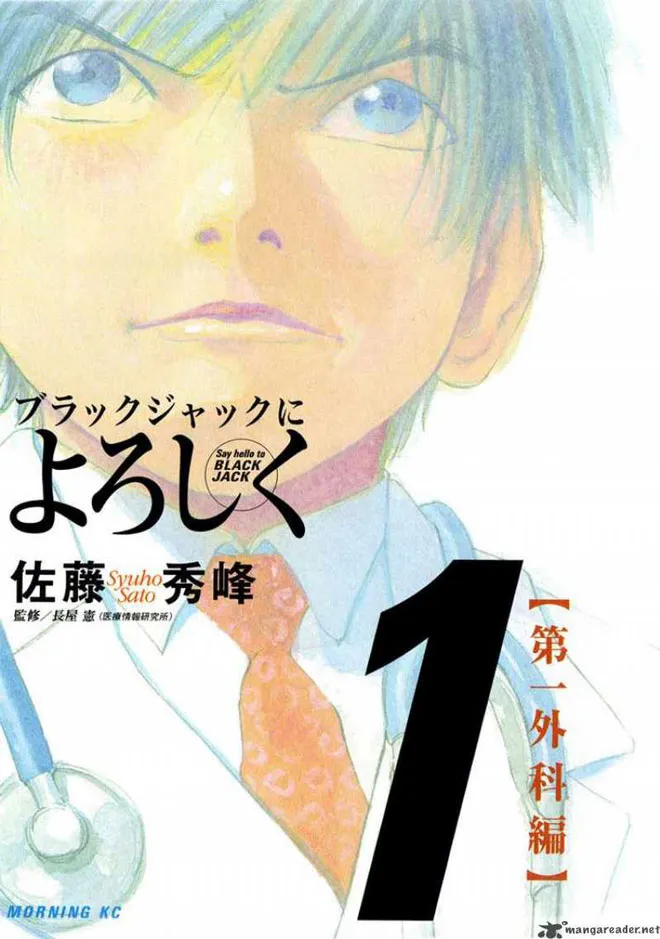 ブラックジャックに
よろしく
Say hello to
BLACK
JACK
佐藤 Syuho Sato 秀峰
監修／長屋 憲（医療情報研究所）
1
【第一外科編】
MORNING KC
mangareader.net